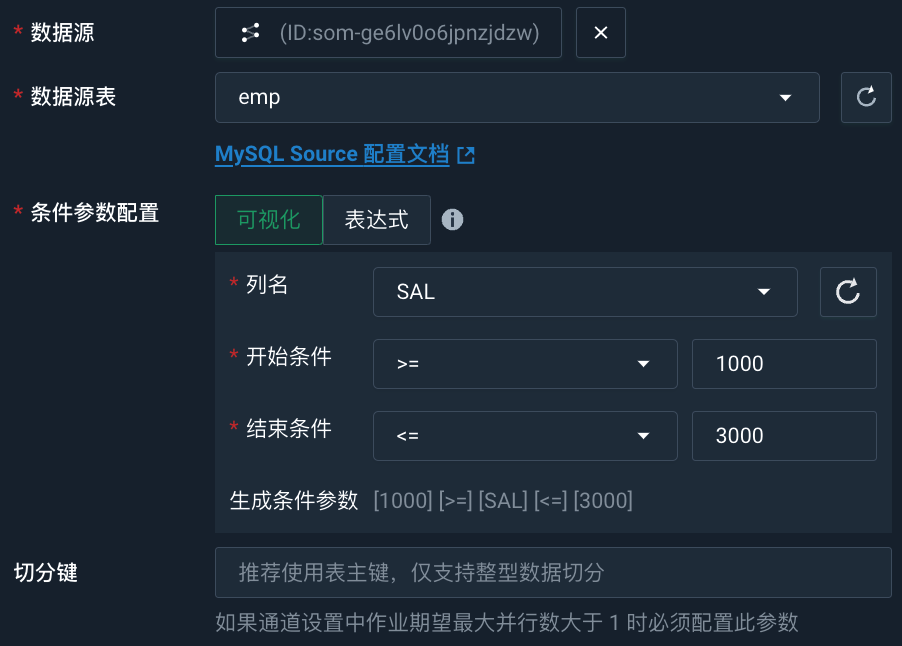 * 数据源 (ID:som-ge6lv0o6jpnzjdzw) ×
* 数据源表 emp
MySQL Source 配置文档
* 条件参数配置 可视化 表达式
* 列名 SAL
* 开始条件 >= 1000
* 结束条件 <= 3000
生成条件参数 [1000] [>=] [SAL] [<=] [3000]
切分键 推荐使用表主键，仅支持整型数据切分
如果通道设置中作业期望最大并行数大于 1 时必须配置此参数